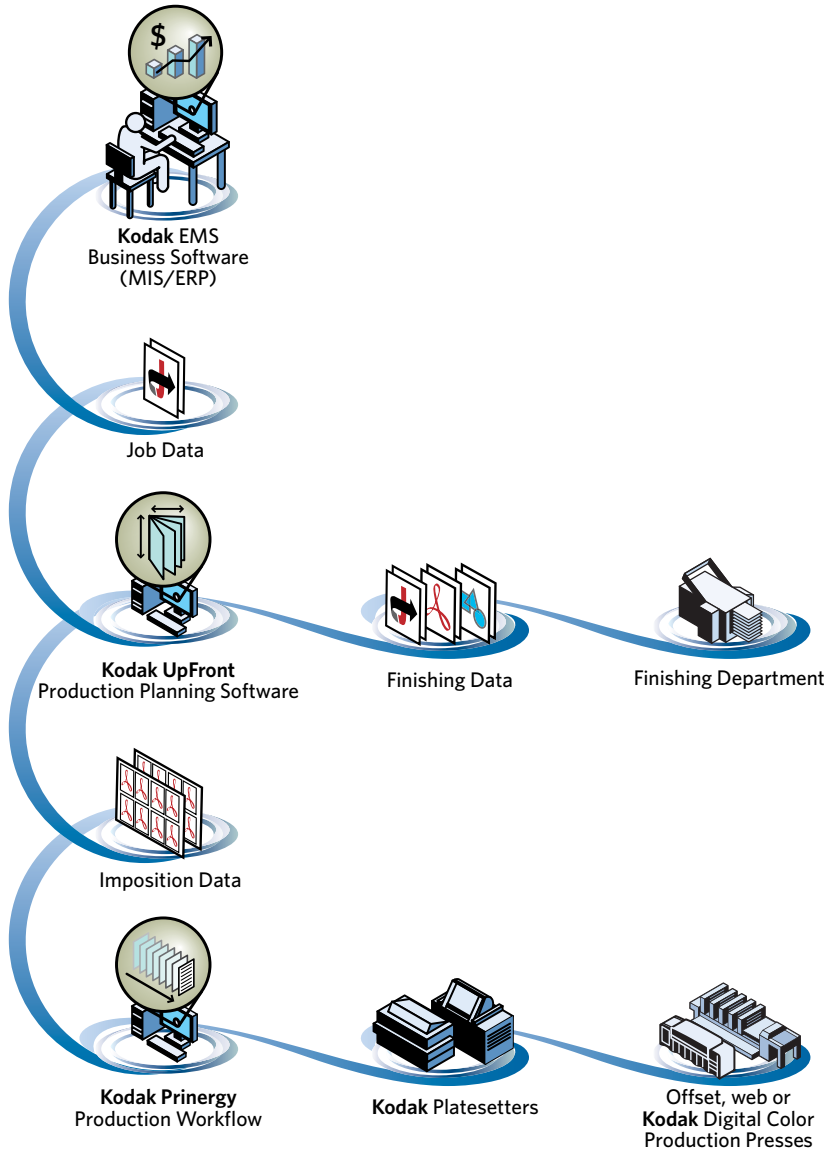 $
Kodak EMS
Business Software
(MIS/ERP)
Job Data
Kodak UpFront
Production Planning Software
Finishing Data
Finishing Department
Imposition Data
Kodak Prinergy
Production Workflow
Kodak Platesetters
Offset, web or
Kodak Digital Color
Production Presses